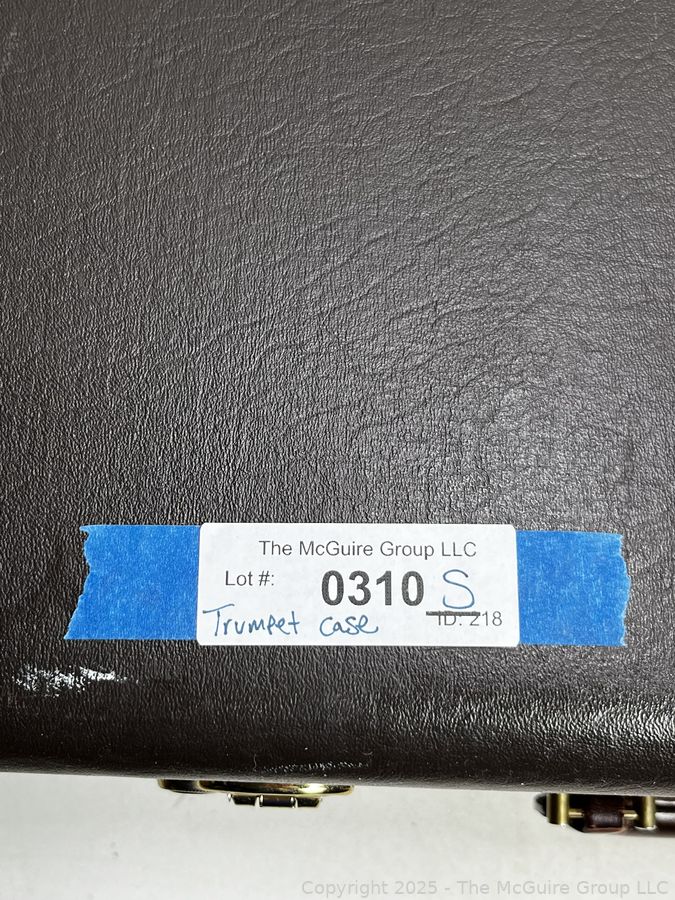 The McGuire Group LLC
Lot #: 0310 S
Trumpet case ID: 218
Copyright 2025 - The McGuire Group LLC